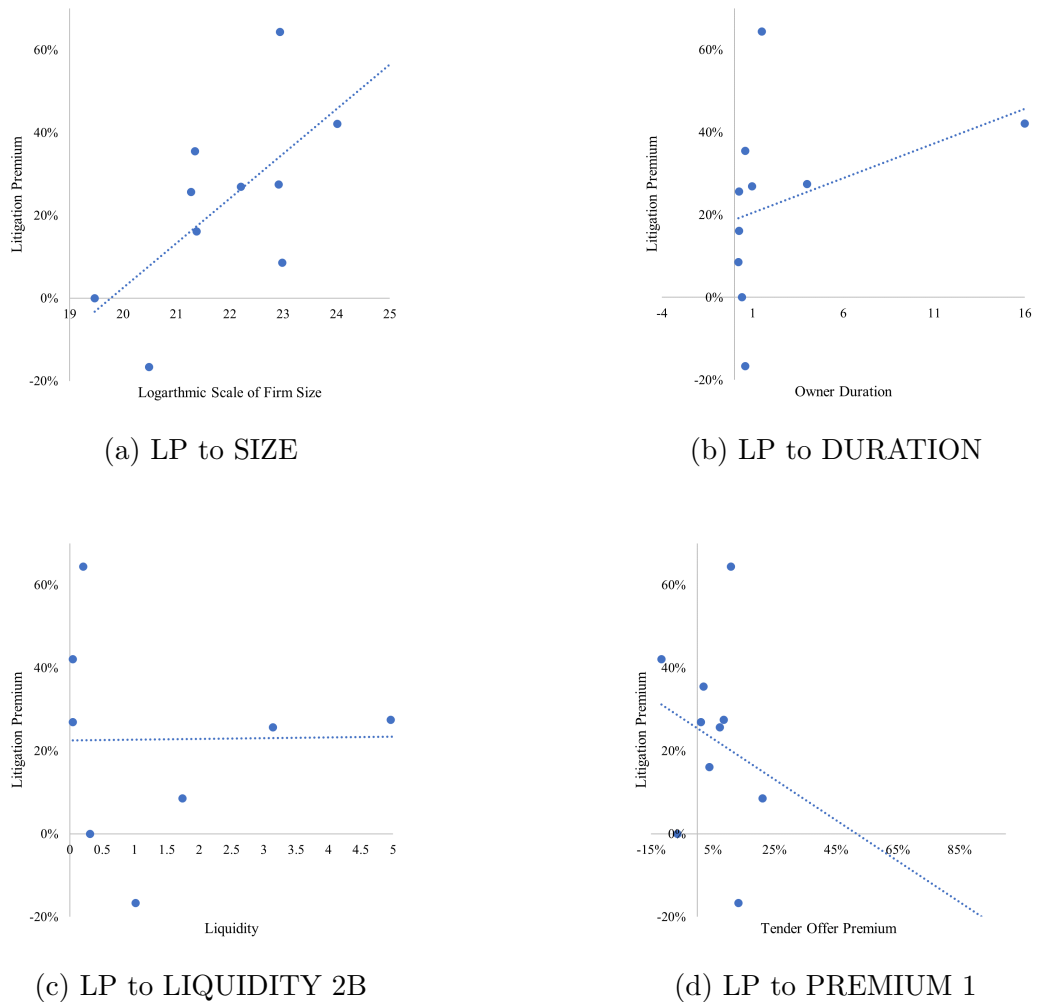 60%
40%
20%
0%
-20%
Litigation Premium
19 20 21 22 23 24 25
Logarthmic Scale of Firm Size
(a) LP to SIZE
60%
40%
20%
0%
-20%
Litigation Premium
-4 1 6 11 16
Owner Duration
(b) LP to DURATION
60%
40%
20%
0%
-20%
Litigation Premium
0 0.5 1 1.5 2 2.5 3 3.5 4 4.5 5
Liquidity
(c) LP to LIQUIDITY 2B
60%
40%
20%
0%
-20%
Litigation Premium
-15% 5% 25% 45% 65% 85%
Tender Offer Premium
(d) LP to PREMIUM 1